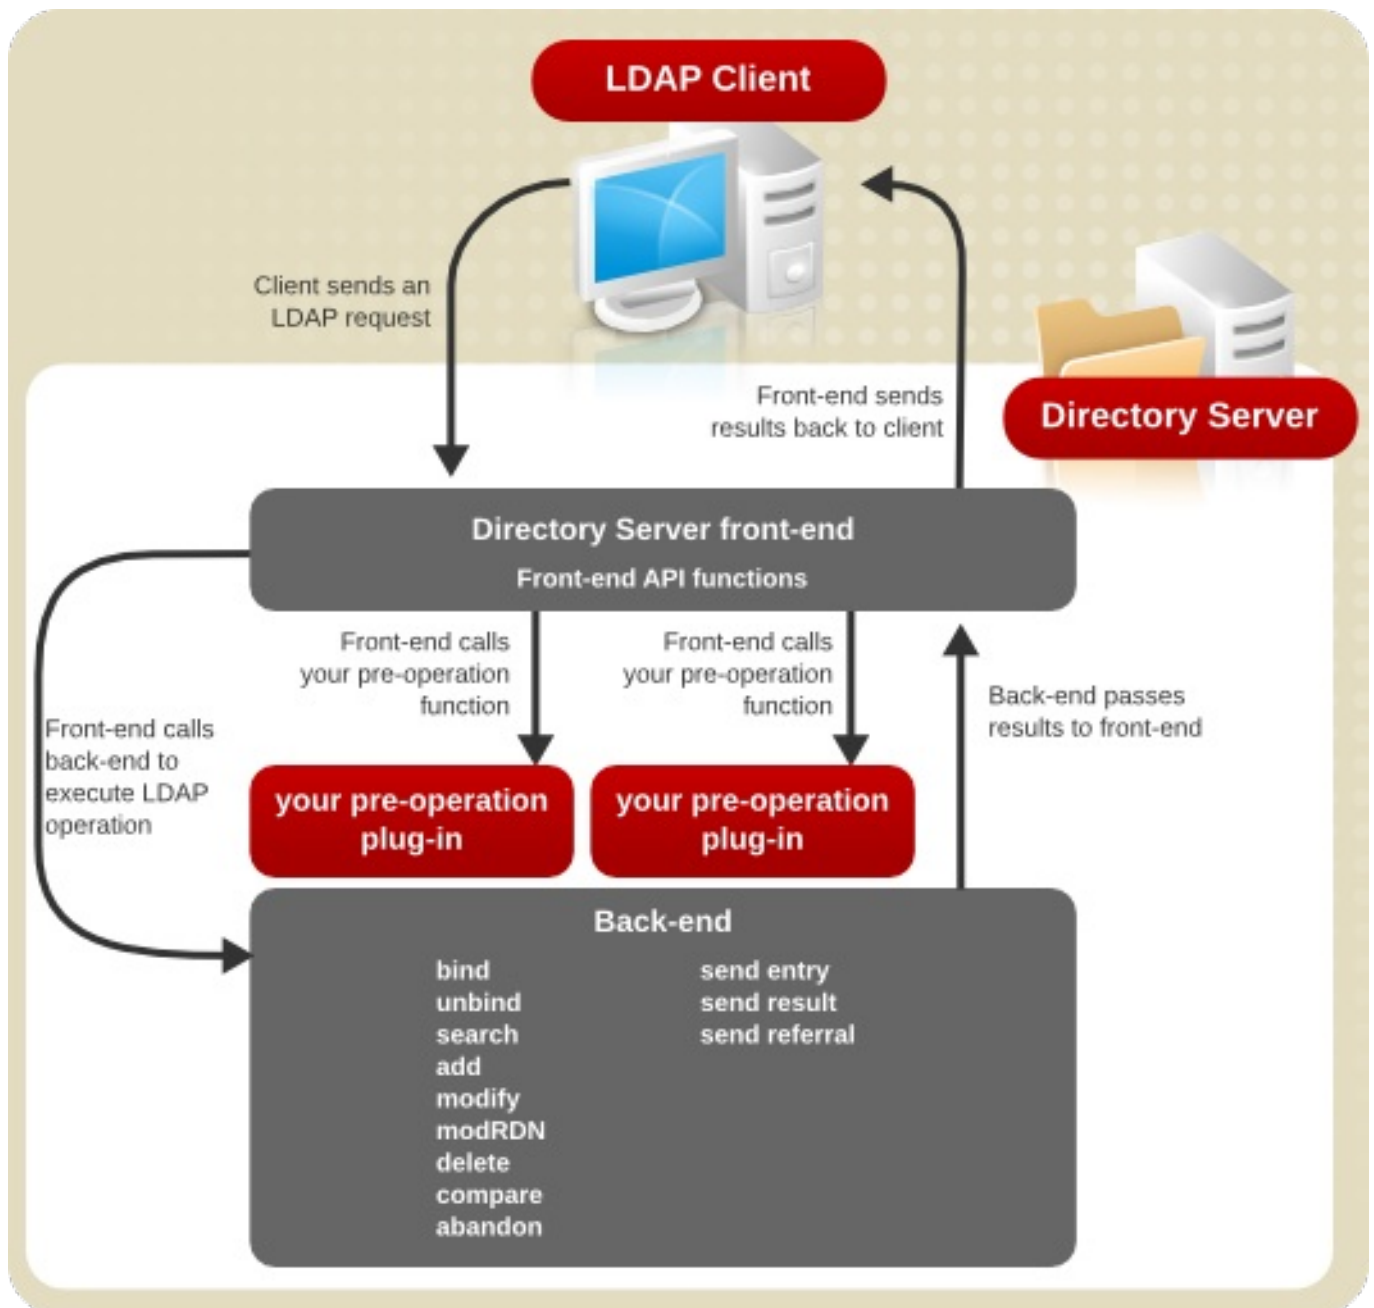 LDAP Client
Client sends an
LDAP request
Front-end sends
results back to client
Directory Server
Directory Server front-end
Front-end API functions
Front-end calls
your pre-operation
function
Front-end calls
your pre-operation
function
Back-end passes
results to front-end
Front-end calls
back-end to
execute LDAP
operation
your pre-operation
plug-in
your pre-operation
plug-in
Back-end
bind
unbind
search
add
modify
modRDN
delete
compare
abandon
send entry
send result
send referral